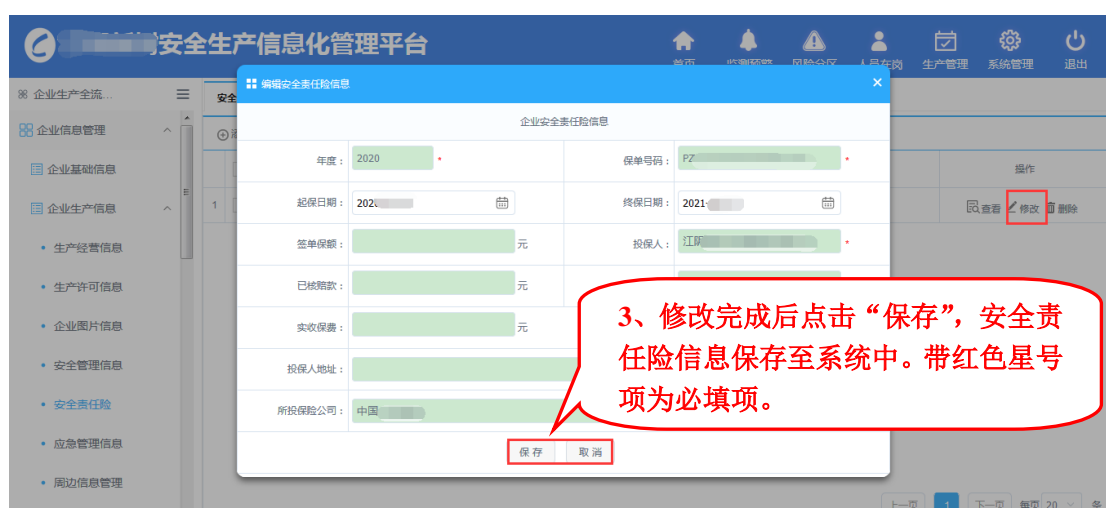 安全生产信息化管理平台
首页 监测预警 风险分区 人员在岗 生产管理 系统管理 退出
企业生产全流...
安全
编辑安全责任险信息
企业信息管理
企业安全责任险信息
年度： 2020 * 保单号码： PZ *
操作
企业基础信息
起保日期： 202 终保日期： 2021-
1 查看 修改 删除
企业生产信息
签单保额： 元 投保人： 江阴 *
生产经营信息
已核赔款： 元
生产许可信息
实收保费： 元
企业图片信息
投保人地址：
安全管理信息
所投保险公司： 中国
安全责任险
3、修改完成后点击“保存”，安全责
任险信息保存至系统中。带红色星号
项为必填项。
保存 取消
应急管理信息
周边信息管理
上一页 1 下一页 每页 20 条